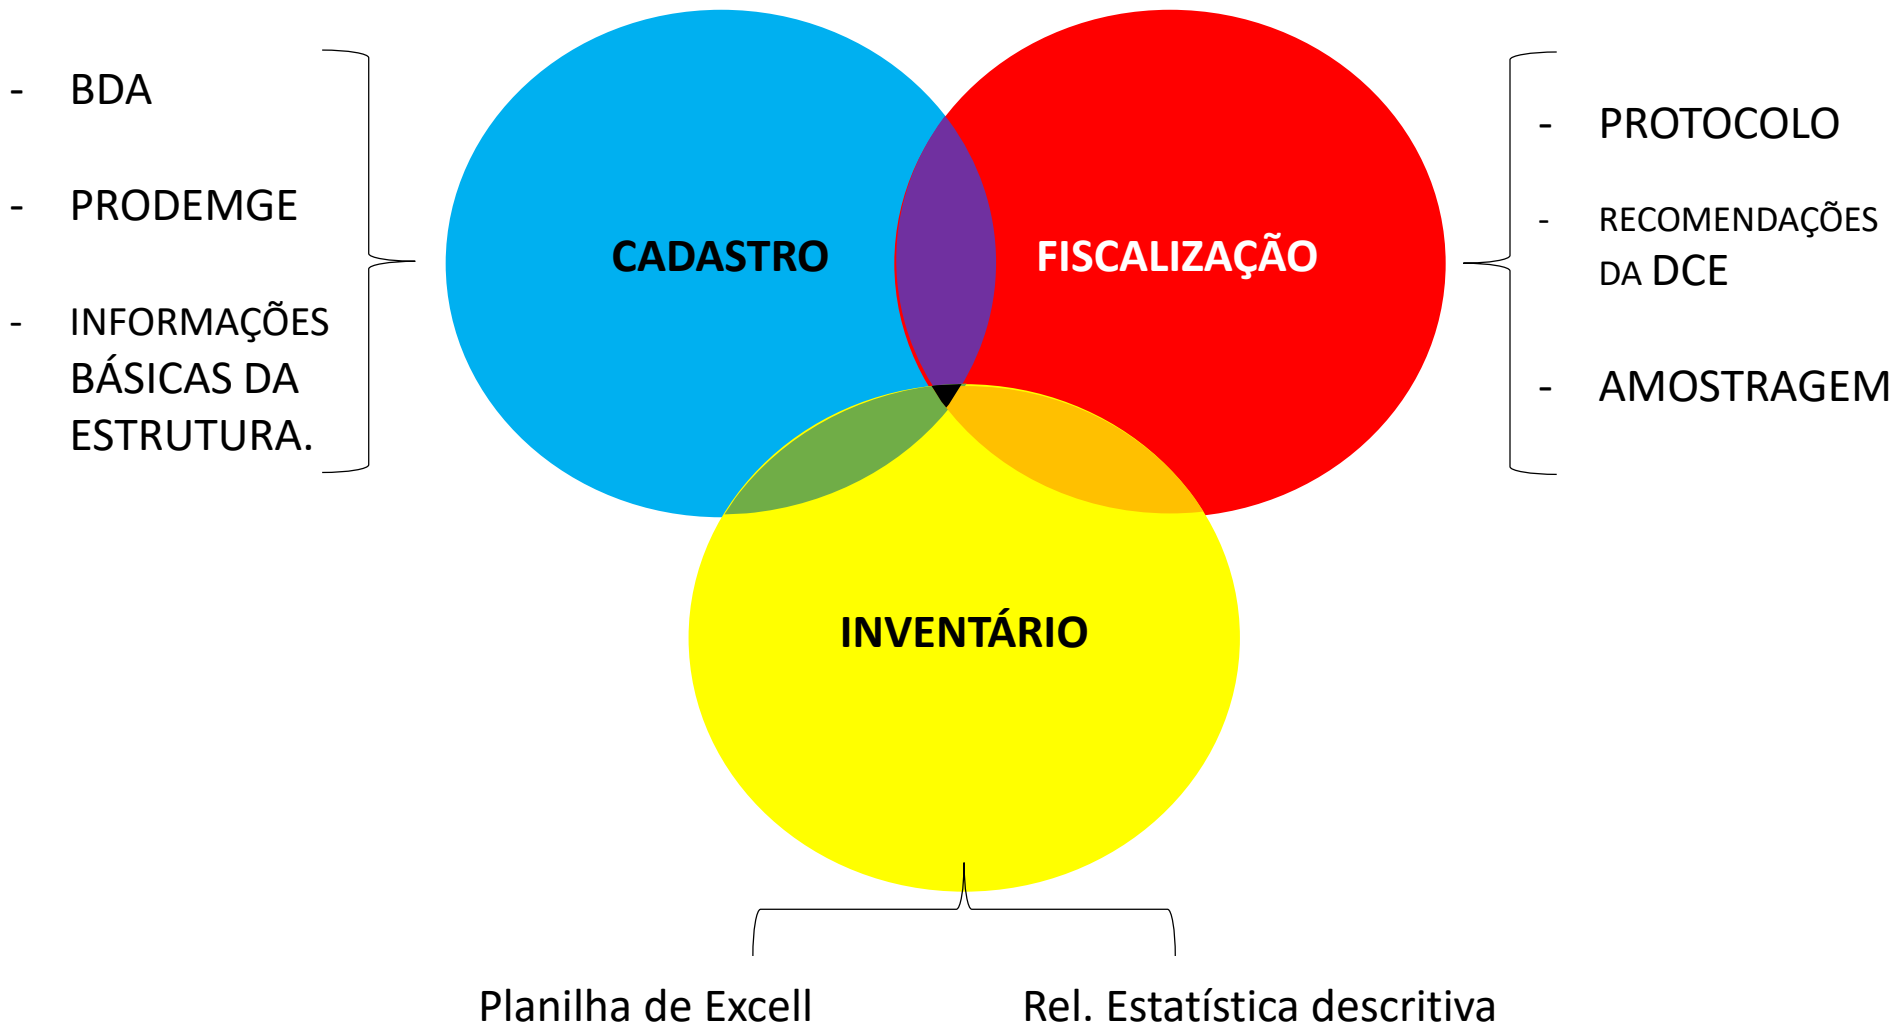 - BDA
- PRODEMGE
- INFORMAÇÕES
BÁSICAS DA
ESTRUTURA.
CADASTRO
FISCALIZAÇÃO
- PROTOCOLO
- RECOMENDAÇÕES
DA DCE
- AMOSTRAGEM
INVENTÁRIO
Planilha de Excell
Rel. Estatística descritiva